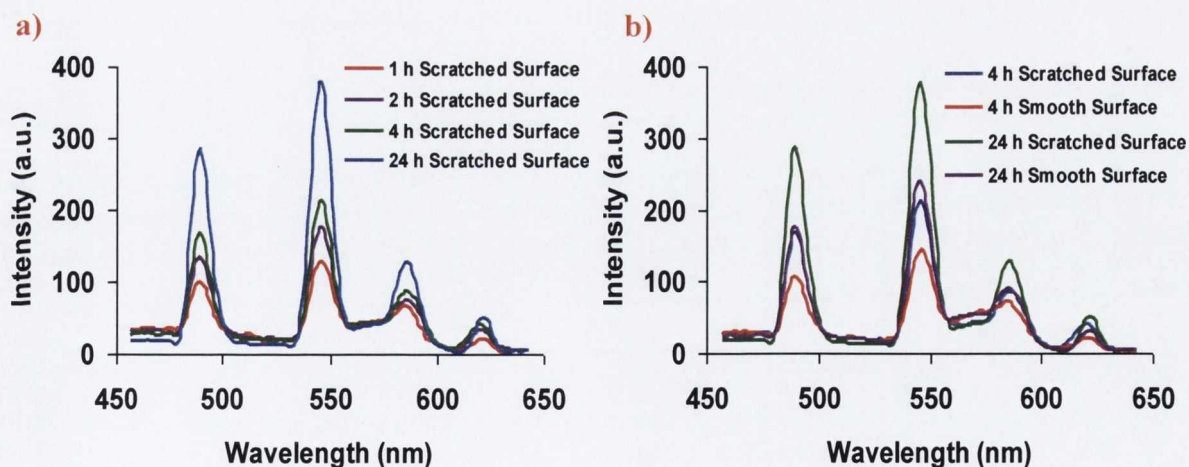 a)
400
300
200
100
0
Intensity (a.u.)
450 500 550 600 650
Wavelength (nm)
1 h Scratched Surface
2 h Scratched Surface
4 h Scratched Surface
24 h Scratched Surface
b)
400
300
200
100
0
Intensity (a.u.)
450 500 550 600 650
Wavelength (nm)
4 h Scratched Surface
4 h Smooth Surface
24 h Scratched Surface
24 h Smooth Surface